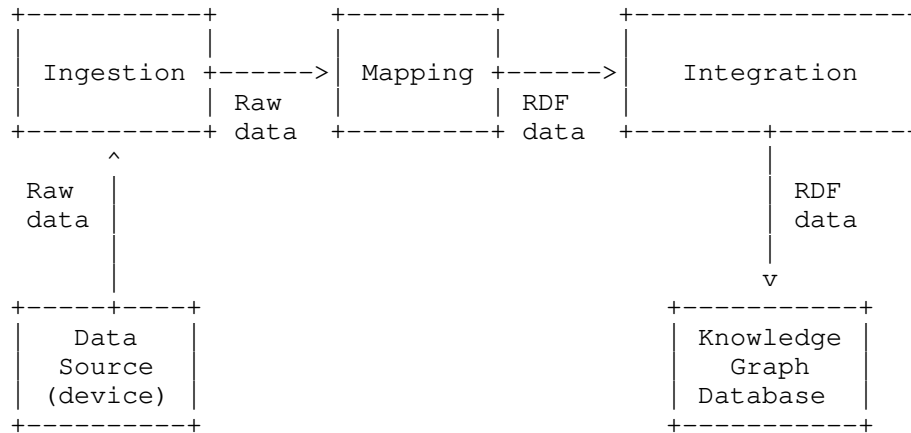 Ingestion
Mapping
Integration
Raw
data
RDF
data
Raw
data
RDF
data
Data
Source
(device)
Knowledge
Graph
Database